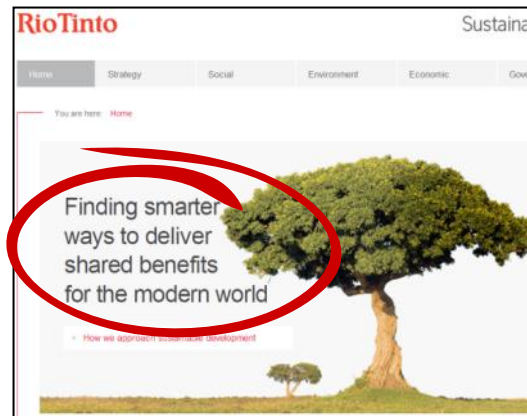 RioTinto
Sustaina
Home Strategy Social Environment Economic Gove
You are here: Home
Finding smarter
ways to deliver
shared benefits
for the modern world
How we approach sustainable development